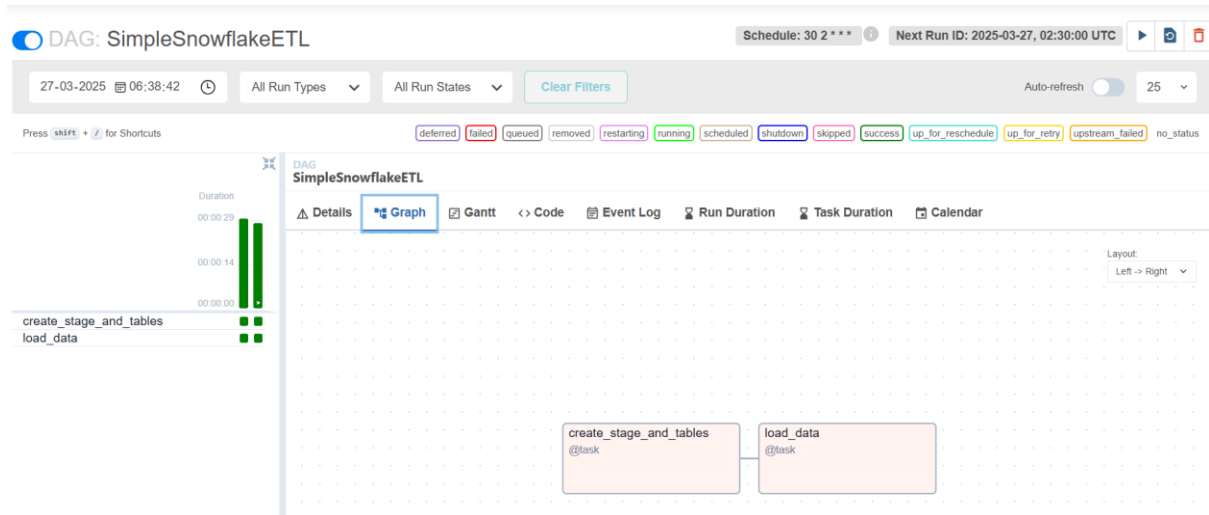 DAG: SimpleSnowflakeETL
Schedule: 30 2 * * *
Next Run ID: 2025-03-27, 02:30:00 UTC
27-03-2025 06:38:42
All Run Types
All Run States
Clear Filters
Auto-refresh
25
Press shift + / for Shortcuts
deferred failed queued removed restarting running scheduled shutdown skipped success up_for_reschedule up_for_retry upstream_failed no_status
DAG
SimpleSnowflakeETL
Duration
00:00:29
00:00:14
00:00:00
create_stage_and_tables
load_data
Details
Graph
Gantt
<> Code
Event Log
Run Duration
Task Duration
Calendar
Layout:
Left -> Right
create_stage_and_tables
@task
load_data
@task